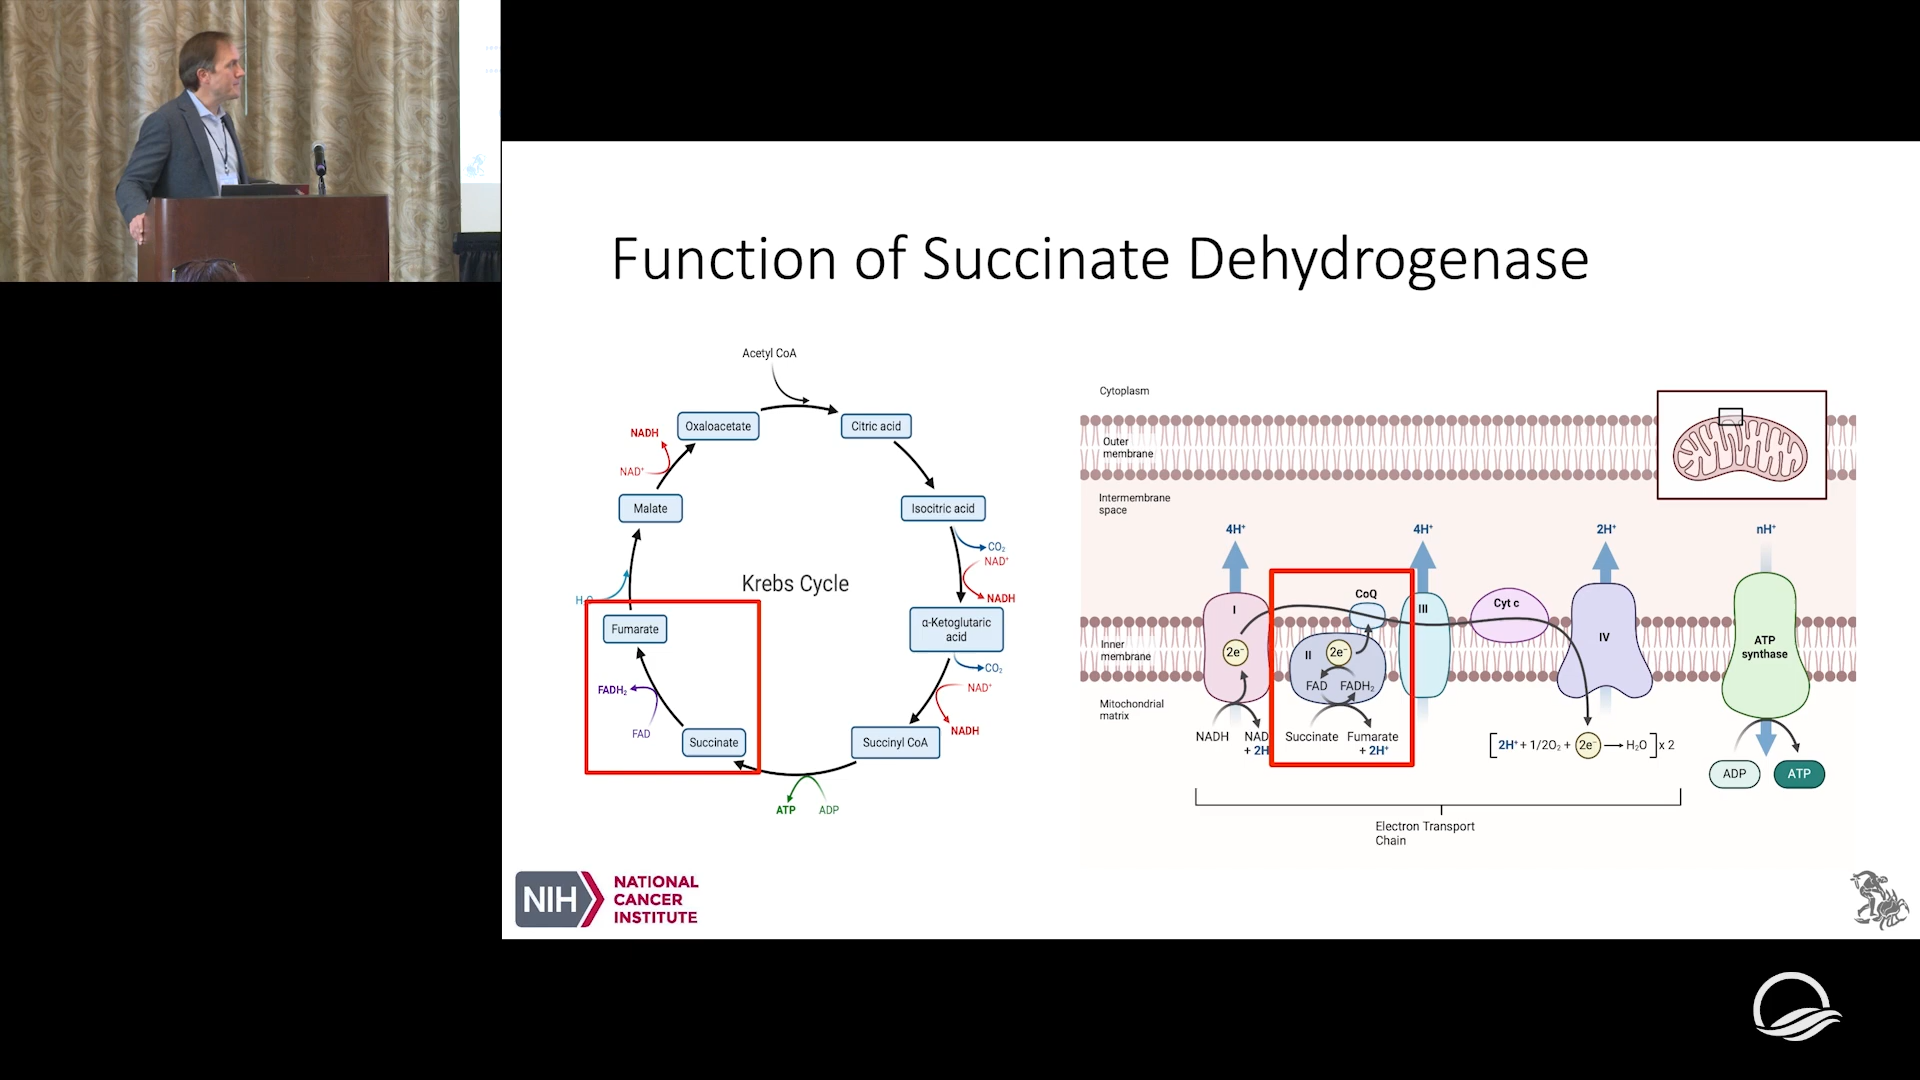 Function of Succinate Dehydrogenase
Acetyl CoA
Oxaloacetate
Citric acid
NADH
NAD⁺
Malate
Isocitric acid
CO₂
NAD⁺
NADH
Krebs Cycle
H₂O
Fumarate
α-Ketoglutaric
acid
CO₂
FADH₂
NAD⁺
FAD
NADH
Succinate
Succinyl CoA
ATP
ADP
Cytoplasm
Outer
membrane
Intermembrane
space
4H⁺
4H⁺
2H⁺
nH⁺
CoQ
I
III
Cyt c
IV
ATP
synthase
Inner
membrane
2e⁻
II
2e⁻
FAD
FADH₂
Mitochondrial
matrix
NADH
NAD
+ 2H
Succinate
Fumarate
+ 2H⁺
[2H⁺ + 1/2O₂ + 2e⁻ → H₂O] x 2
ADP
ATP
Electron Transport
Chain
NIH
NATIONAL
CANCER
INSTITUTE